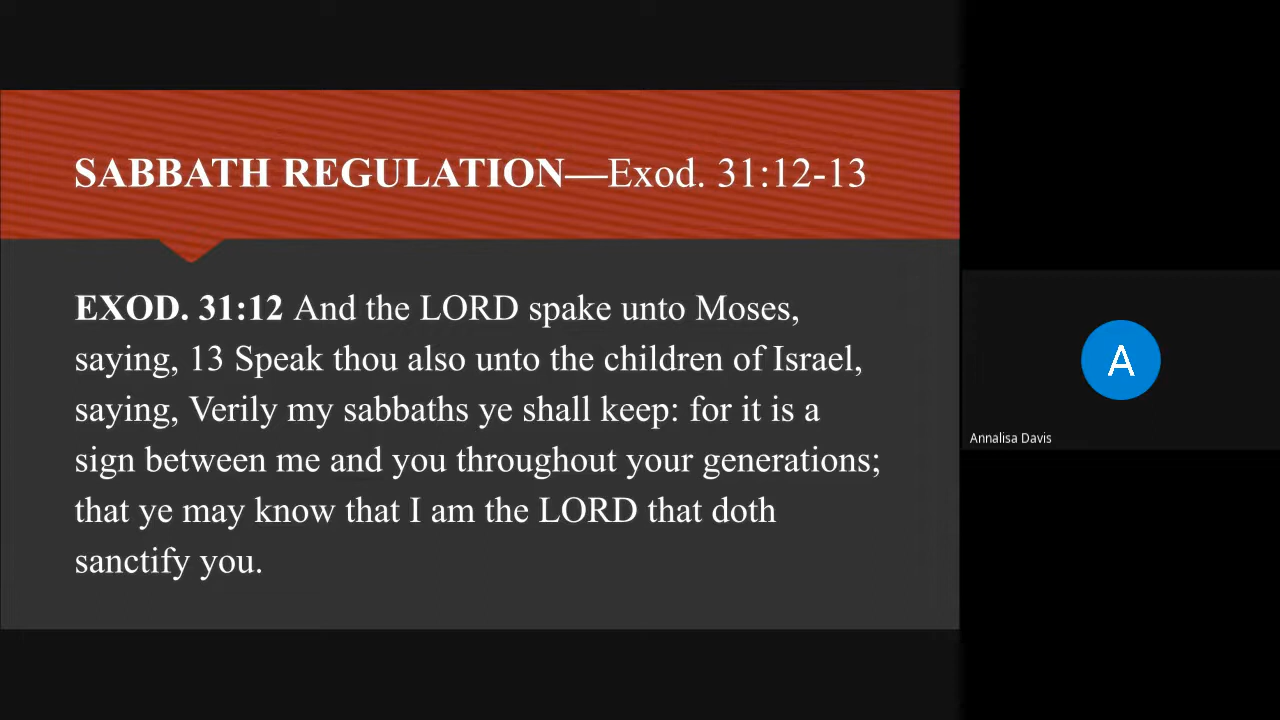 SABBATH REGULATION—Exod. 31:12-13
EXOD. 31:12 And the LORD spake unto Moses,
saying, 13 Speak thou also unto the children of Israel,
saying, Verily my sabbaths ye shall keep: for it is a
sign between me and you throughout your generations;
that ye may know that I am the LORD that doth
sanctify you.
A
Annalisa Davis